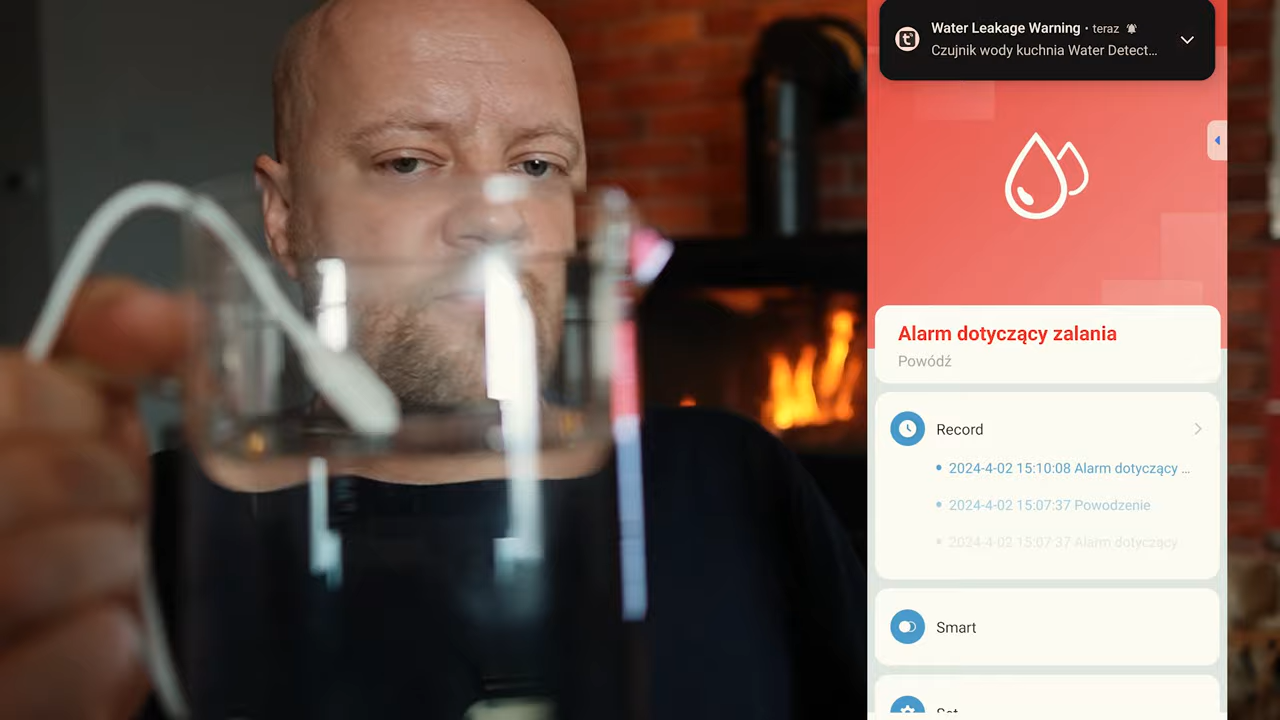 Water Leakage Warning • teraz
Czujnik wody kuchnia Water Detect...
Alarm dotyczący zalania
Powódź
Record
2024-4-02 15:10:08 Alarm dotyczący ...
2024-4-02 15:07:37 Powodzenie
2024-4-02 15:07:37 Alarm dotyczący
Smart
Set